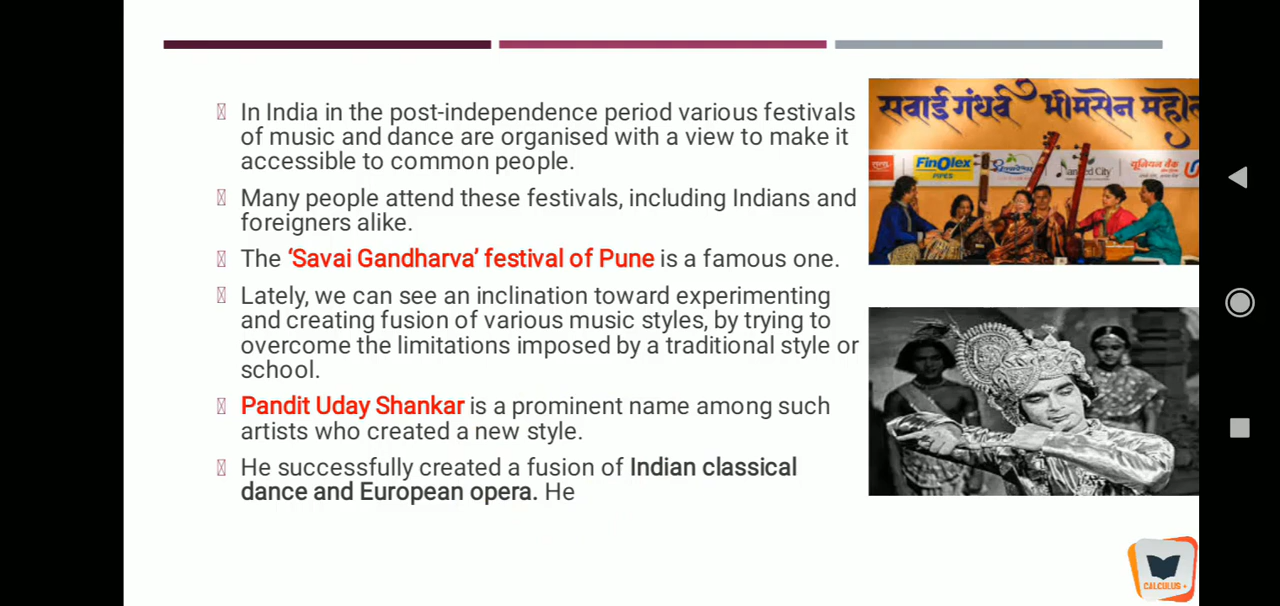 In India in the post-independence period various festivals
of music and dance are organised with a view to make it
accessible to common people.
Many people attend these festivals, including Indians and
foreigners alike.
The ‘Savai Gandharva’ festival of Pune is a famous one.
Lately, we can see an inclination toward experimenting
and creating fusion of various music styles, by trying to
overcome the limitations imposed by a traditional style or
school.
Pandit Uday Shankar is a prominent name among such
artists who created a new style.
He successfully created a fusion of Indian classical
dance and European opera. He
सवाई गंधर्व भीमसेन
FinOlex
PIPES
यूनियन बैंक
CALCULUS +